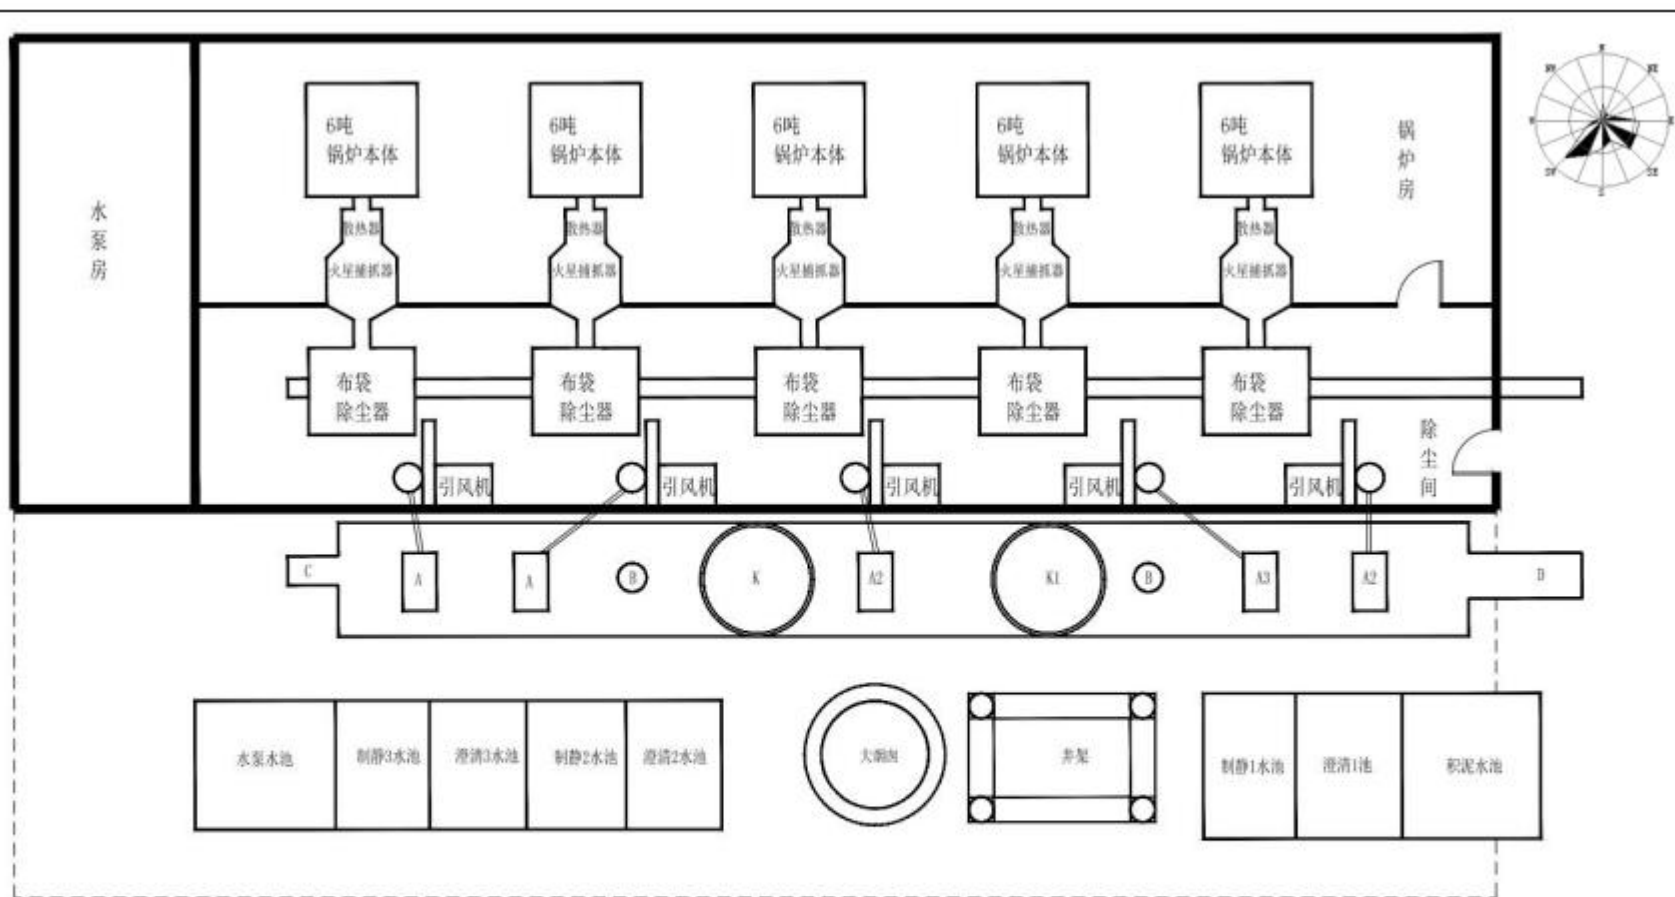 6吨
锅炉本体
6吨
锅炉本体
6吨
锅炉本体
6吨
锅炉本体
6吨
锅炉本体
锅炉房
N
NE
E
SE
S
SW
W
NW
水泵房
散热器
散热器
散热器
散热器
散热器
火星捕抓器
火星捕抓器
火星捕抓器
火星捕抓器
火星捕抓器
布袋
除尘器
布袋
除尘器
布袋
除尘器
布袋
除尘器
布袋
除尘器
除尘间
引风机
引风机
引风机
引风机
引风机
C
A
A
B
K
A2
K1
B
A3
A2
D
水泵水池
制静3水池
澄清3水池
制静2水池
澄清2水池
大烟囱
井架
制静1水池
澄清1池
积泥水池